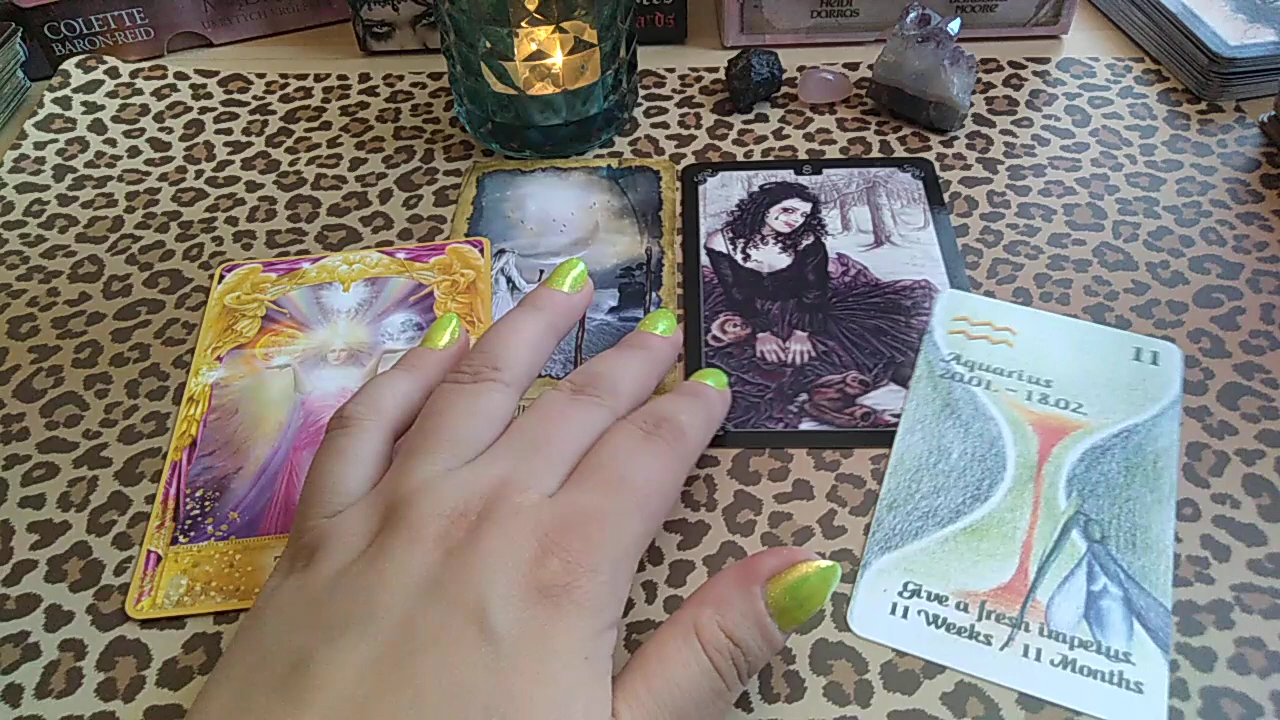 COLETTE
BARON-REID
HEIDI
DARRAS
MOORE
8
11
Aquarius
20.01. - 18.02.
Give a fresh impetus
11 Weeks / 11 Months